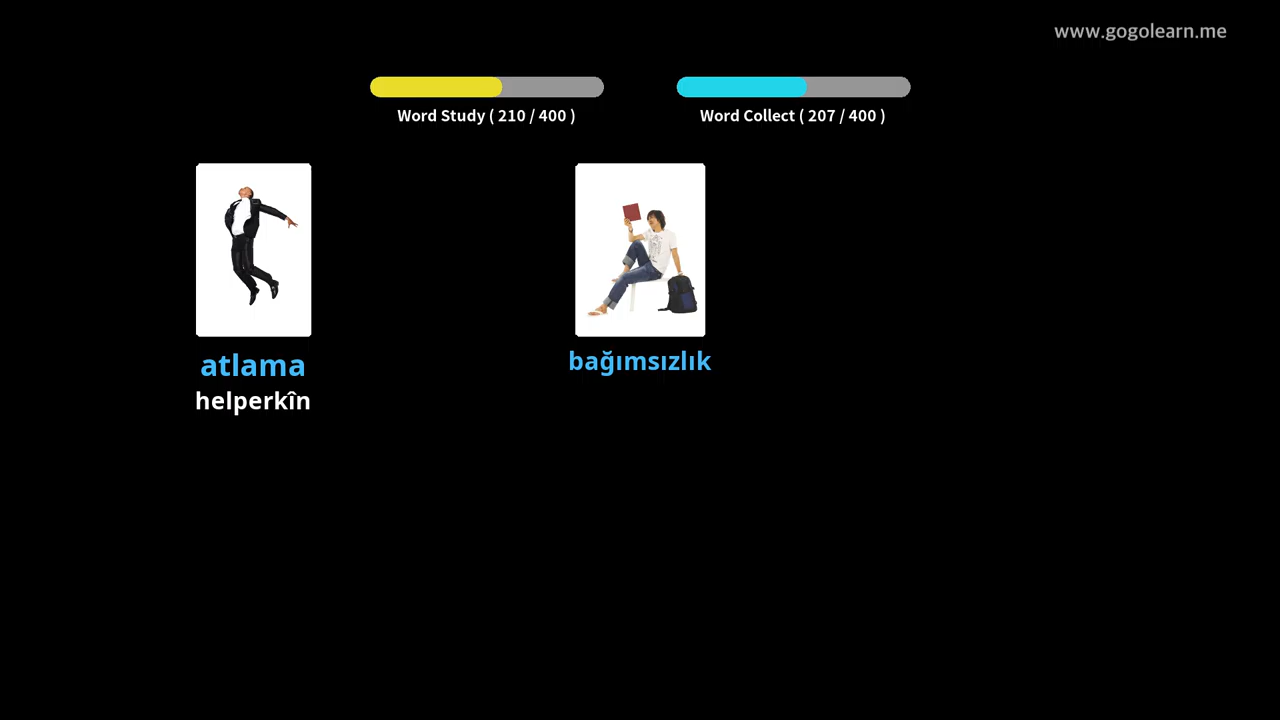 www.gogolearn.me
Word Study ( 210 / 400 )
Word Collect ( 207 / 400 )
atlama
helperkîn
bağımsızlık